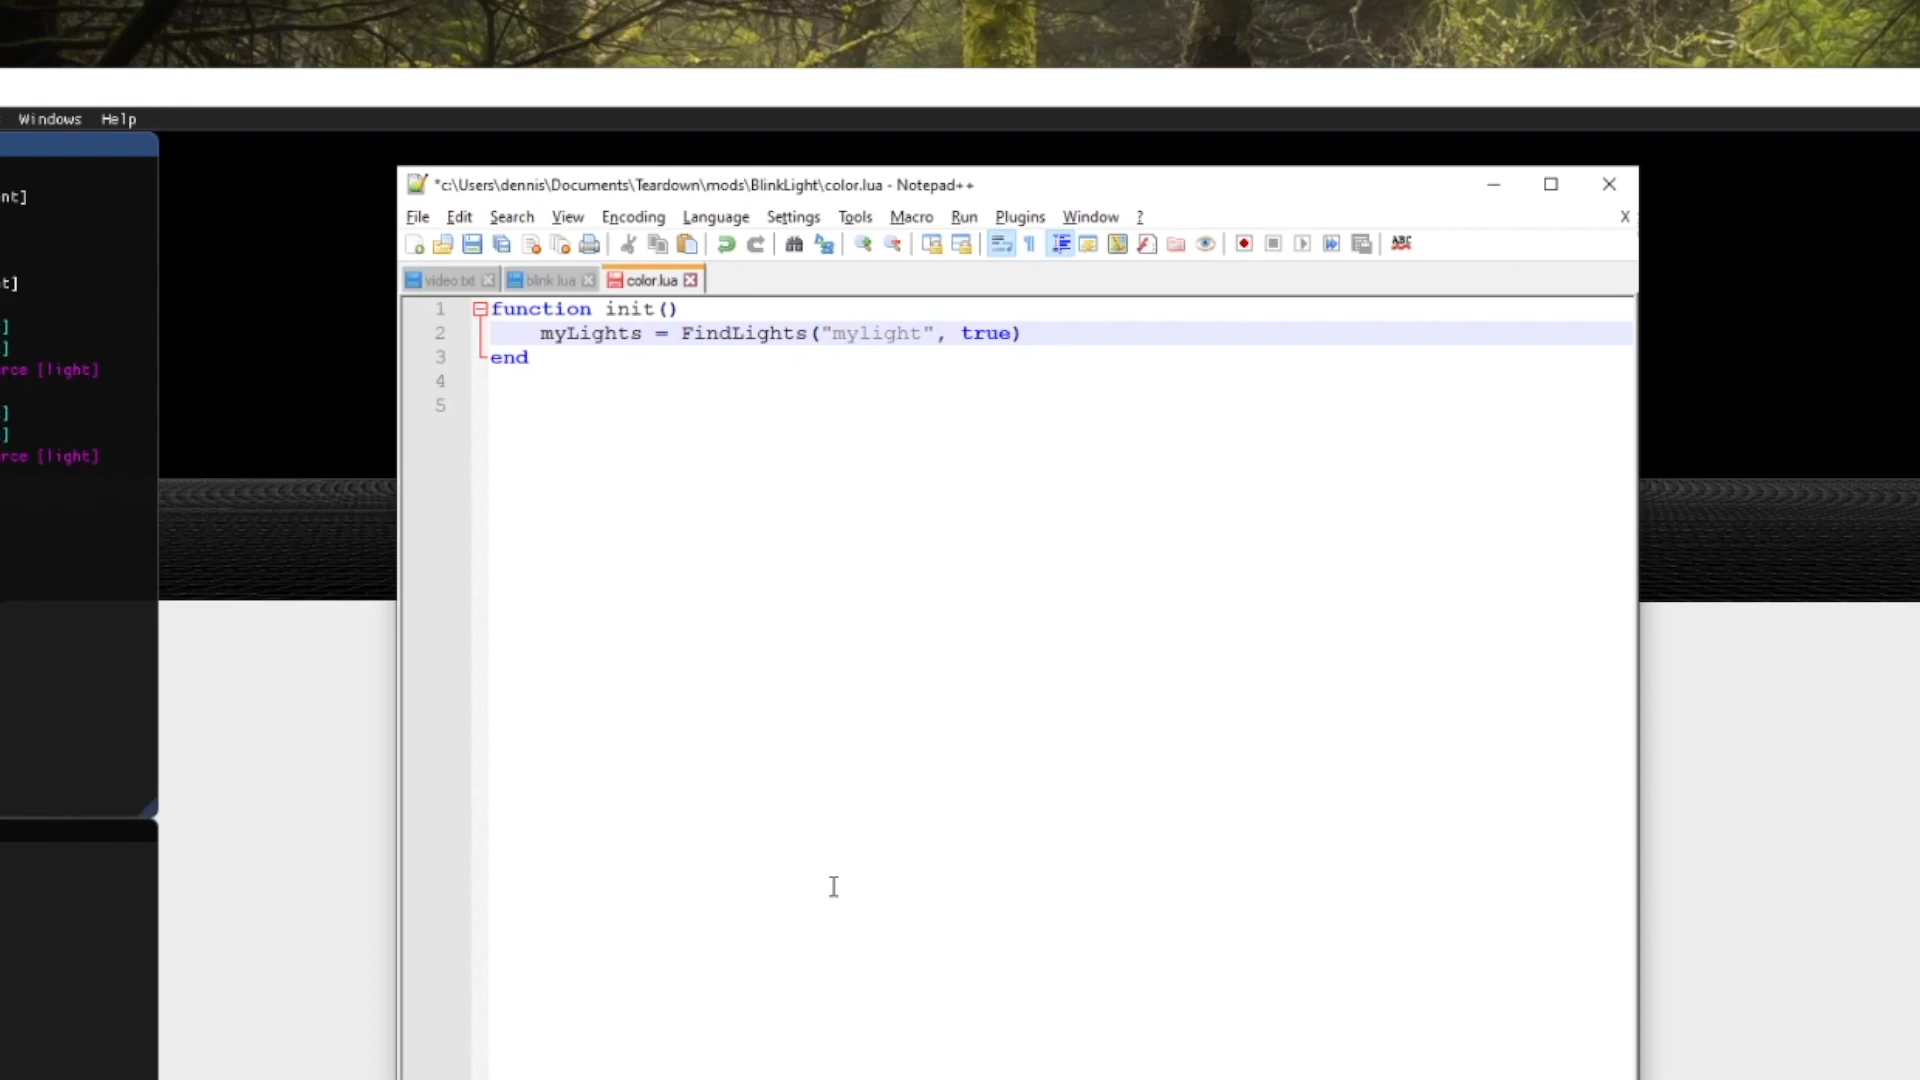 Windows Help
nt]
t]
]
]
rce [light]
]
]
rce [light]
*c:\Users\dennis\Documents\Teardown\mods\BlinkLight\color.lua - Notepad++
File Edit Search View Encoding Language Settings Tools Macro Run Plugins Window ? X
ABC
video.txt blink.lua color.lua
1 function init()
2 myLights = FindLights("mylight", true)
3 end
4
5